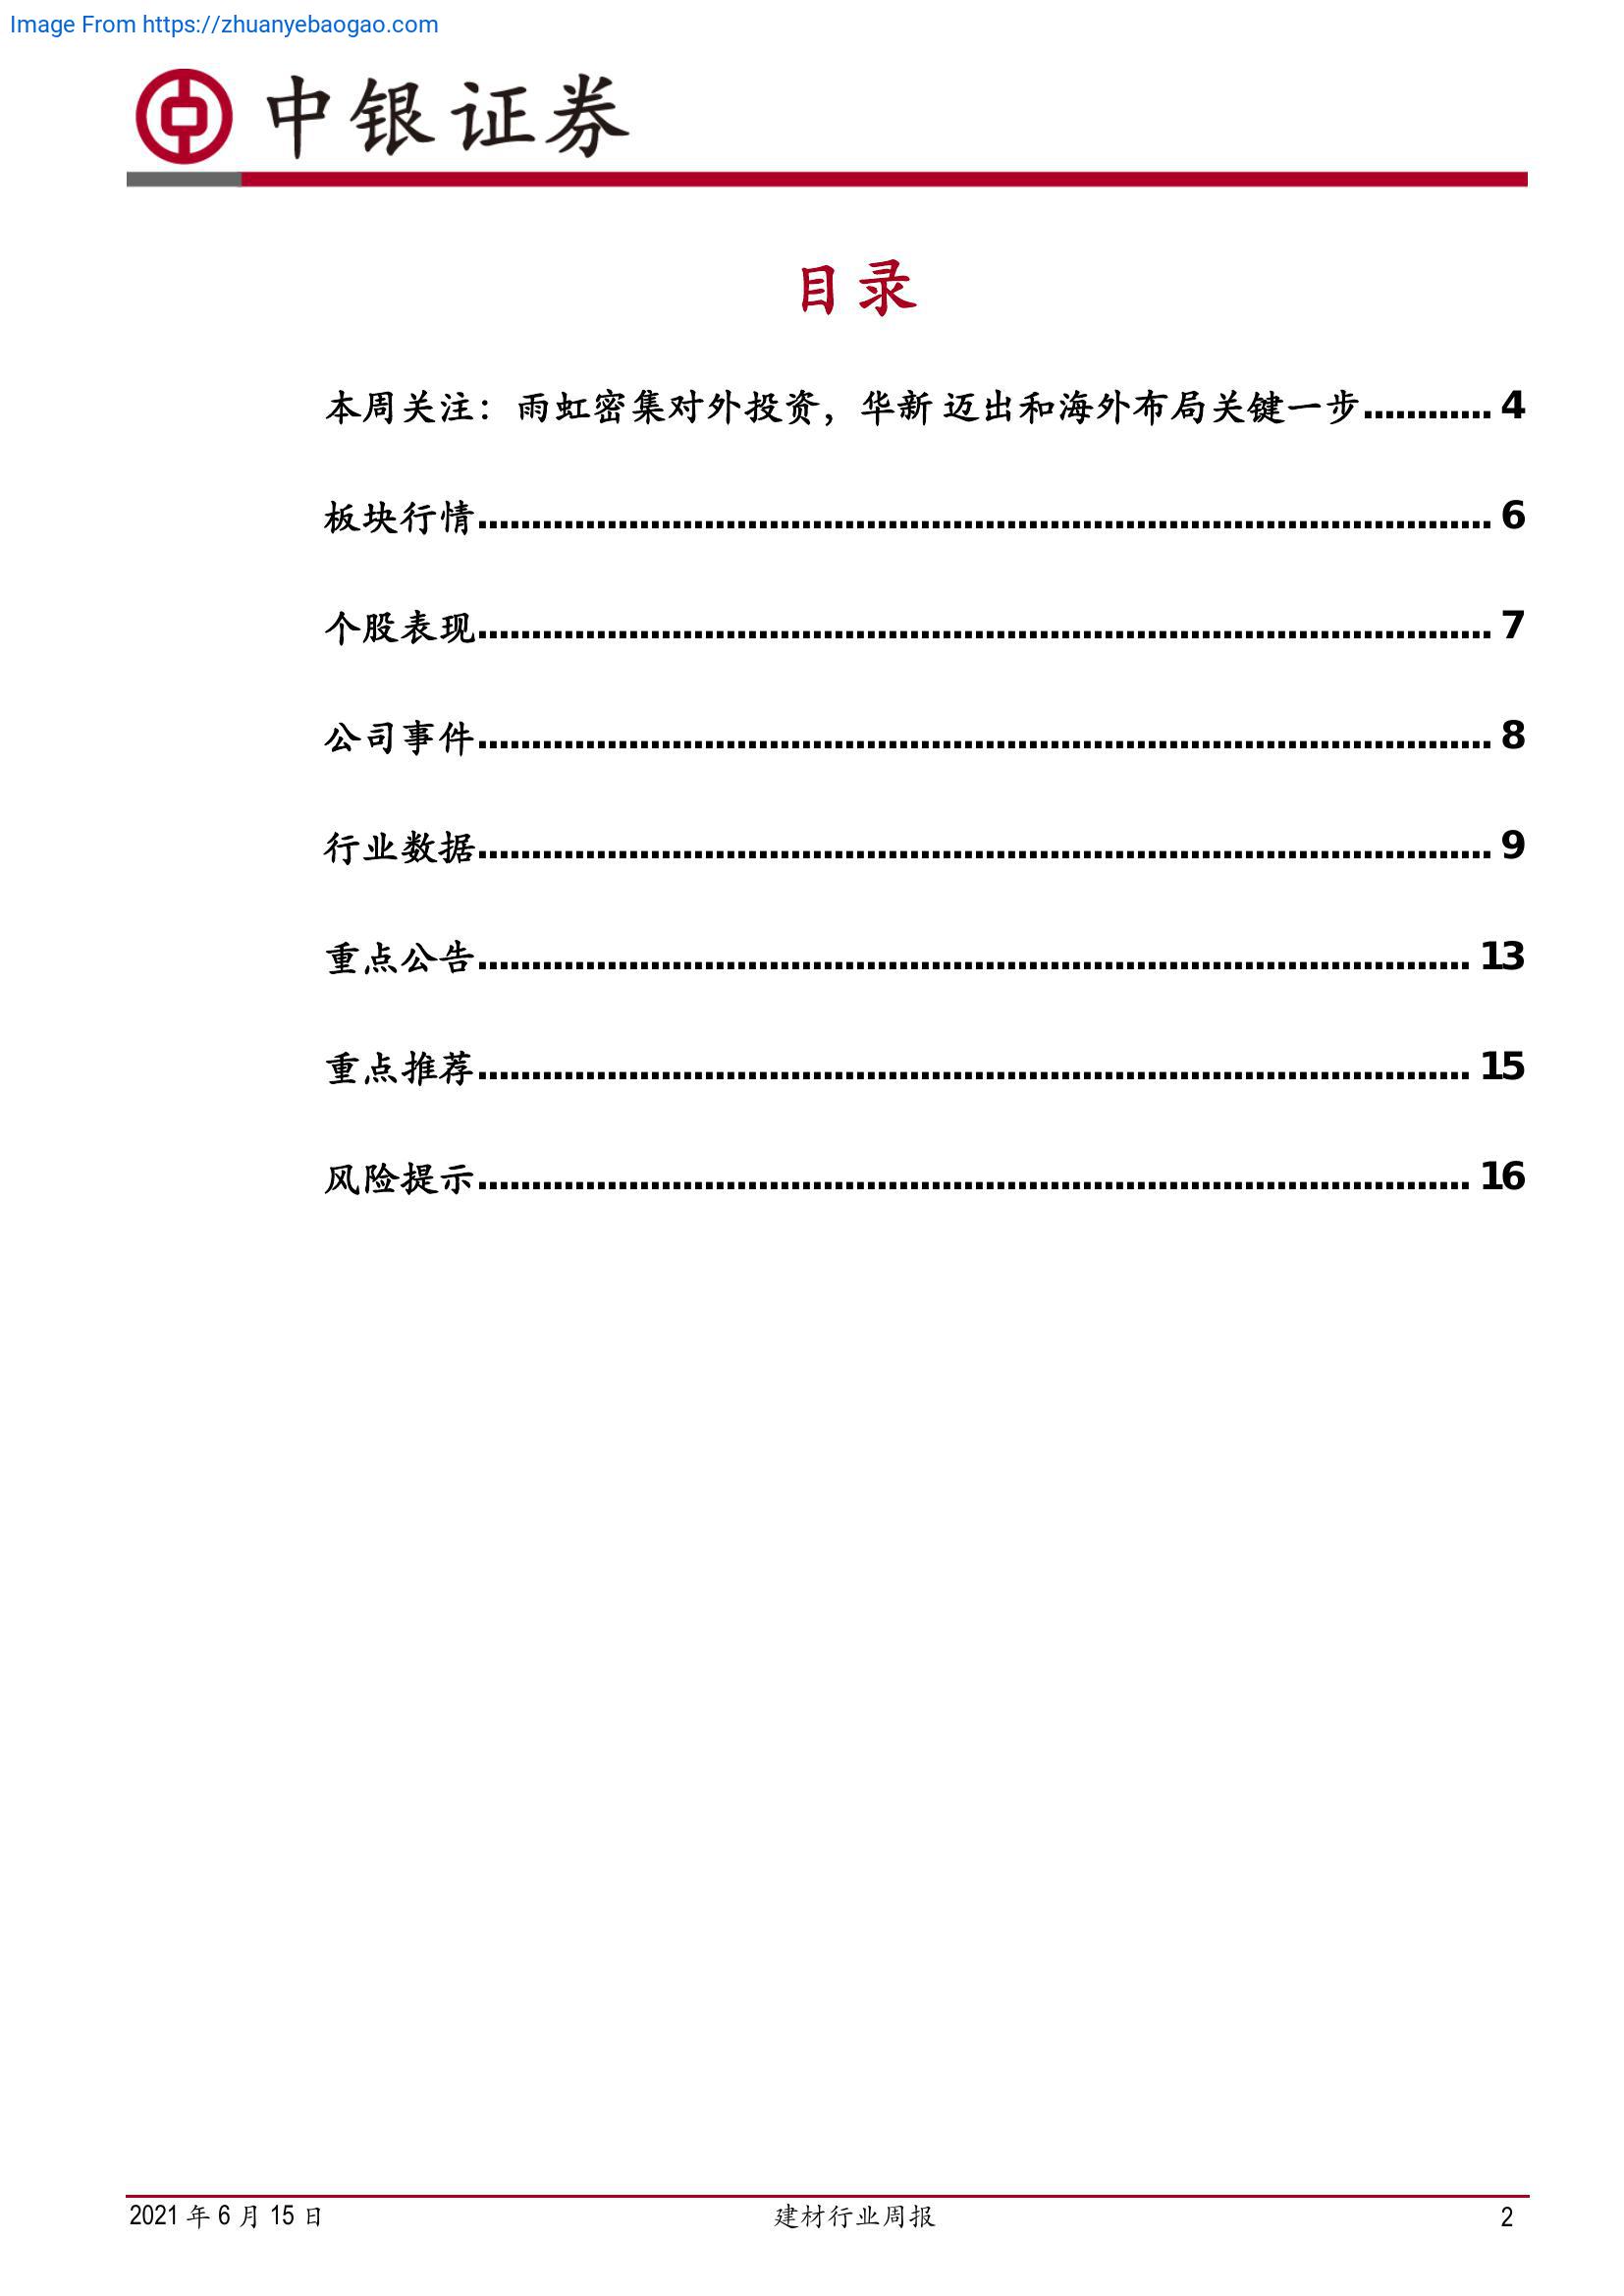 Image From https://zhuanyebaogao.com
中银证券
目录
本周关注：雨虹密集对外投资，华新迈出和海外布局关键一步............ 4
板块行情.............................................................................................. 6
个股表现.............................................................................................. 7
公司事件.............................................................................................. 8
行业数据.............................................................................................. 9
重点公告............................................................................................ 13
重点推荐............................................................................................ 15
风险提示............................................................................................ 16
2021 年 6 月 15 日 建材行业周报 2